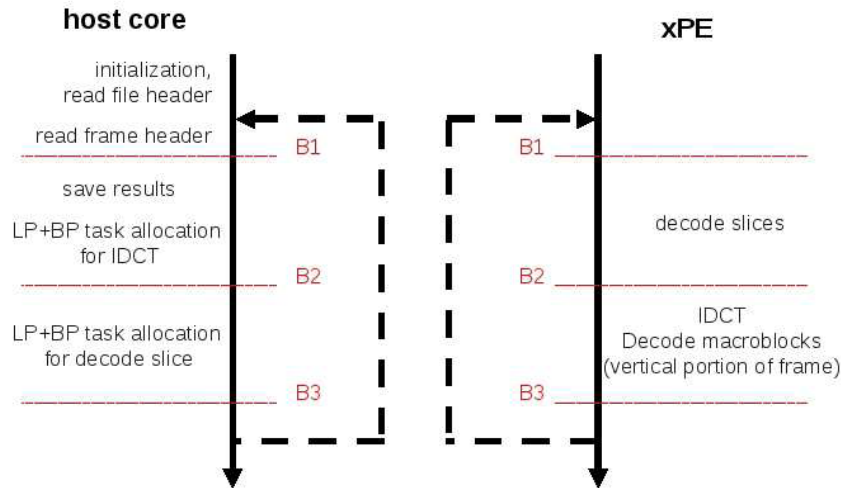 host core
xPE
initialization,
read file header
read frame header
B1
B1
save results
LP+BP task allocation
for IDCT
decode slices
B2
B2
LP+BP task allocation
for decode slice
IDCT
Decode macroblocks
(vertical portion of frame)
B3
B3